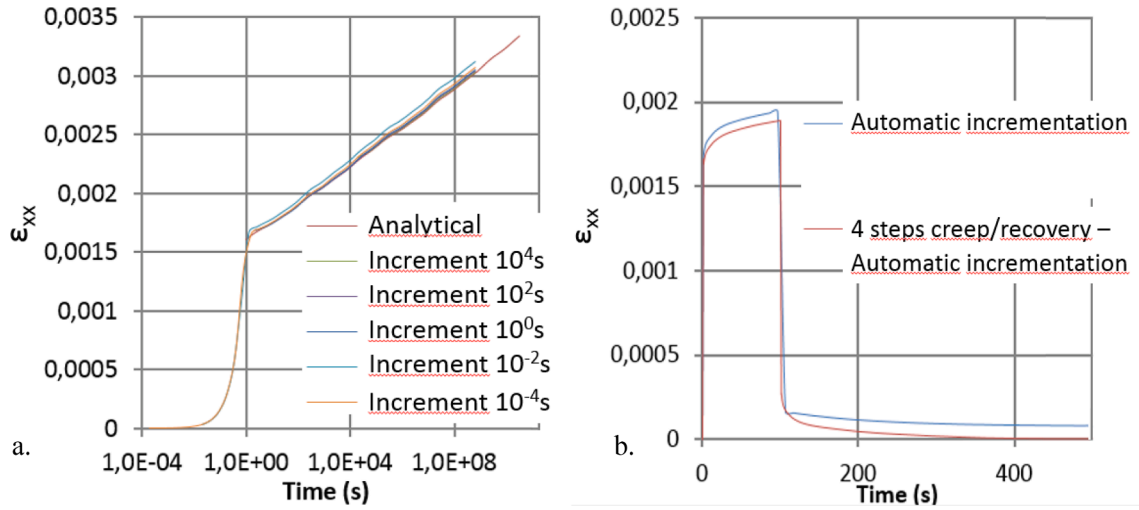 0,0035
0,003
0,0025
0,002
0,0015
0,001
0,0005
0
εxx
1,0E-04 1,0E+00 1,0E+04 1,0E+08
Time (s)
Analytical
Increment 10⁴s
Increment 10²s
Increment 10⁰s
Increment 10⁻²s
Increment 10⁻⁴s
a.
0,0025
0,002
0,0015
0,001
0,0005
0
εxx
0 200 400
Time (s)
Automatic incrementation
4 steps creep/recovery –
Automatic incrementation
b.